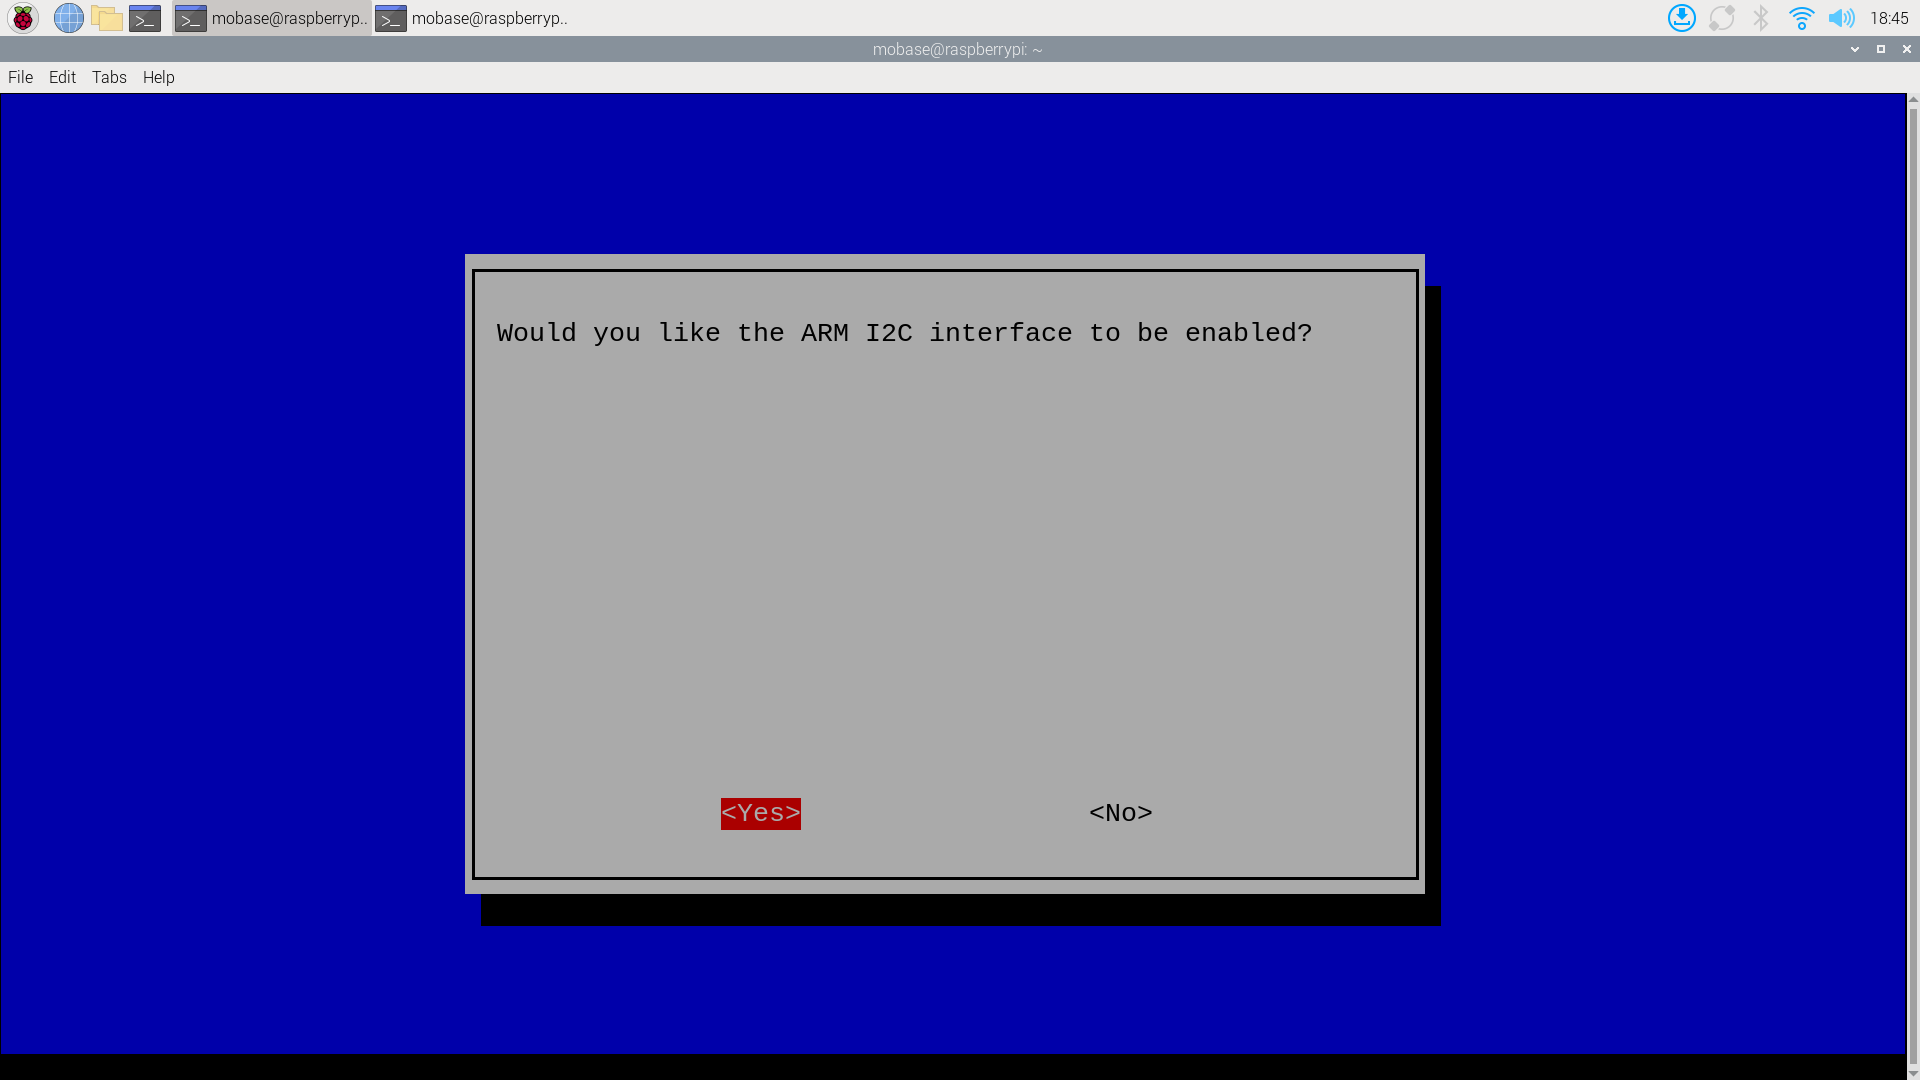 mobase@raspberryp.. mobase@raspberryp.. 18:45
mobase@raspberrypi: ~
File Edit Tabs Help
Would you like the ARM I2C interface to be enabled?
<Yes> <No>